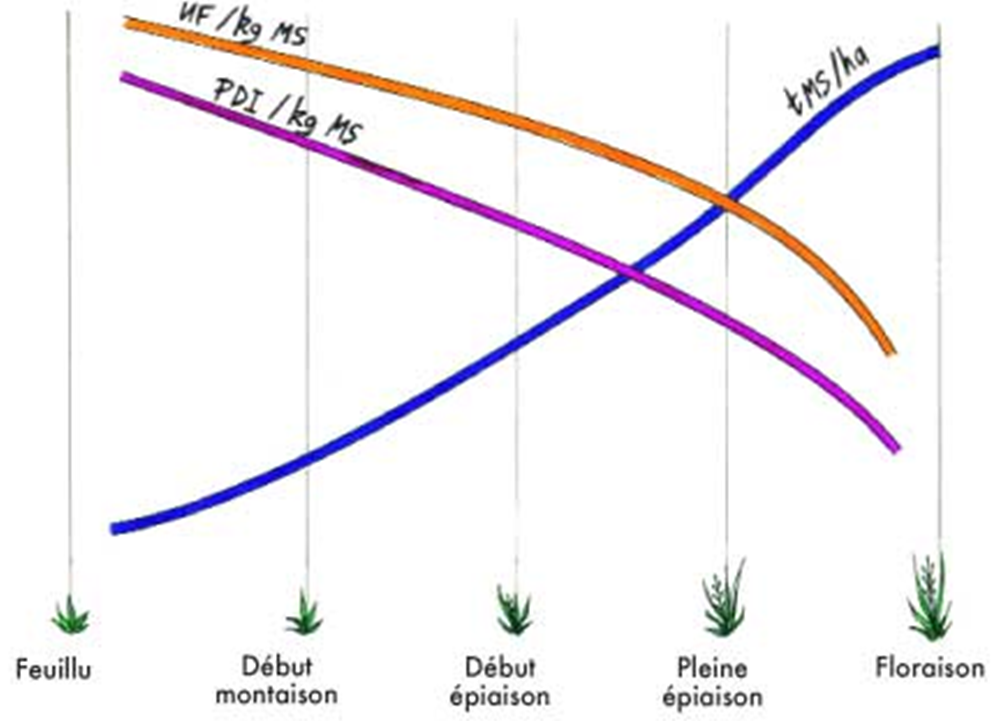 UF/kg MS
PDI/kg MS
tMS/ha
Feuillu
Début
montaison
Début
épiaison
Pleine
épiaison
Floraison